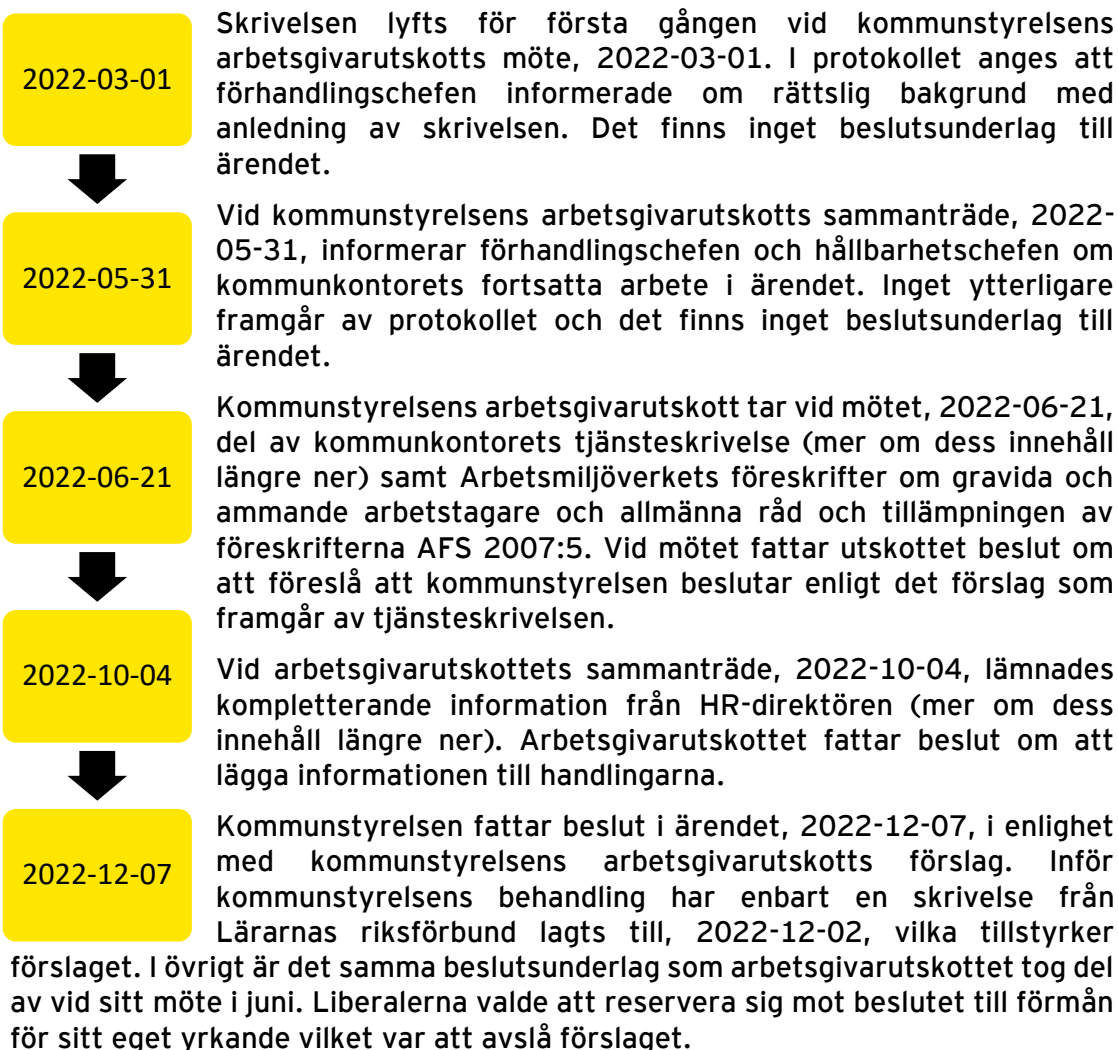 2022-03-01
Skrivelsen lyfts för första gången vid kommunstyrelsens
arbetsgivarutskotts möte, 2022-03-01. I protokollet anges att
förhandlingschefen informerade om rättslig bakgrund med
anledning av skrivelsen. Det finns inget beslutsunderlag till
ärendet.
2022-05-31
Vid kommunstyrelsens arbetsgivarutskotts sammanträde, 2022-
05-31, informerar förhandlingschefen och hållbarhetschefen om
kommunkontorets fortsatta arbete i ärendet. Inget ytterligare
framgår av protokollet och det finns inget beslutsunderlag till
ärendet.
2022-06-21
Kommunstyrelsens arbetsgivarutskott tar vid mötet, 2022-06-21,
del av kommunkontorets tjänsteskrivelse (mer om dess innehåll
längre ner) samt Arbetsmiljöverkets föreskrifter om gravida och
ammande arbetstagare och allmänna råd och tillämpningen av
föreskrifterna AFS 2007:5. Vid mötet fattar utskottet beslut om
att föreslå att kommunstyrelsen beslutar enligt det förslag som
framgår av tjänsteskrivelsen.
2022-10-04
Vid arbetsgivarutskottets sammanträde, 2022-10-04, lämnades
kompletterande information från HR-direktören (mer om dess
innehåll längre ner). Arbetsgivarutskottet fattar beslut om att
lägga informationen till handlingarna.
2022-12-07
Kommunstyrelsen fattar beslut i ärendet, 2022-12-07, i enlighet
med kommunstyrelsens arbetsgivarutskotts förslag. Inför
kommunstyrelsens behandling har enbart en skrivelse från
Lärarnas riksförbund lagts till, 2022-12-02, vilka tillstyrker
förslaget. I övrigt är det samma beslutsunderlag som arbetsgivarutskottet tog del
av vid sitt möte i juni. Liberalerna valde att reservera sig mot beslutet till förmån
för sitt eget yrkande vilket var att avslå förslaget.